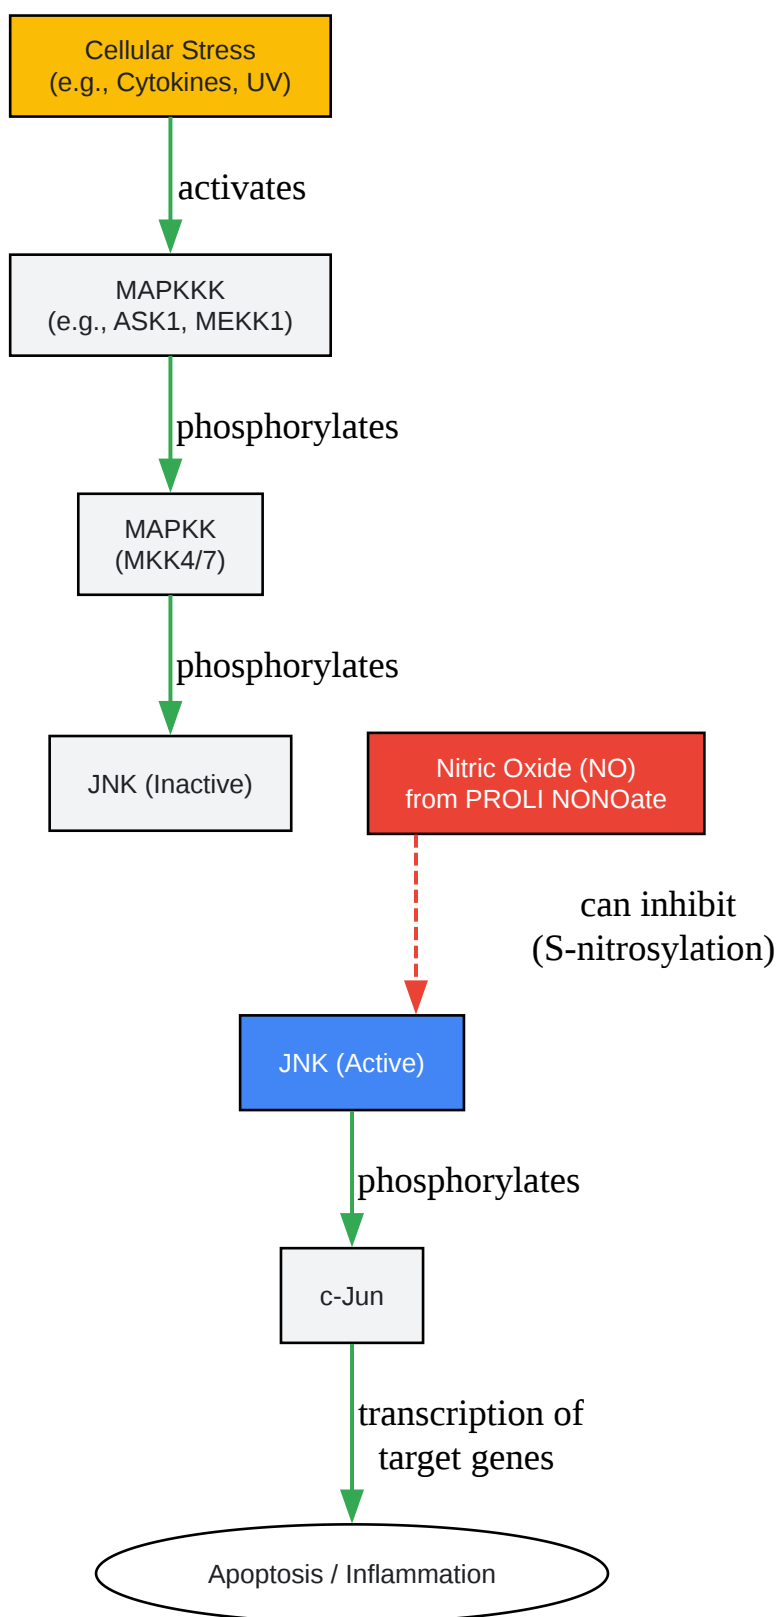 Cellular Stress
(e.g., Cytokines, UV)
activates
MAPKKK
(e.g., ASK1, MEKK1)
phosphorylates
MAPKK
(MKK4/7)
phosphorylates
JNK (Inactive)
Nitric Oxide (NO)
from PROLI NONOate
can inhibit
(S-nitrosylation)
JNK (Active)
phosphorylates
c-Jun
transcription of
target genes
Apoptosis / Inflammation